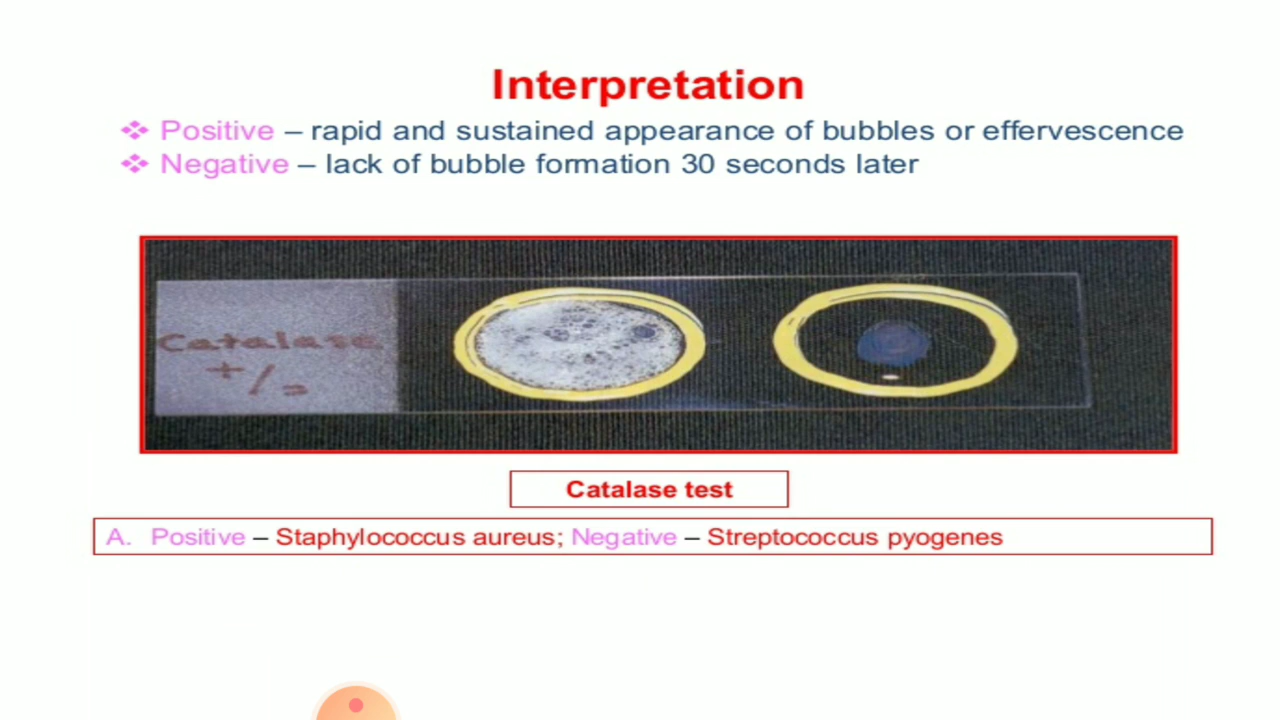 Interpretation
❖ Positive – rapid and sustained appearance of bubbles or effervescence
❖ Negative – lack of bubble formation 30 seconds later
Catalase
+/=
Catalase test
A. Positive – Staphylococcus aureus; Negative – Streptococcus pyogenes